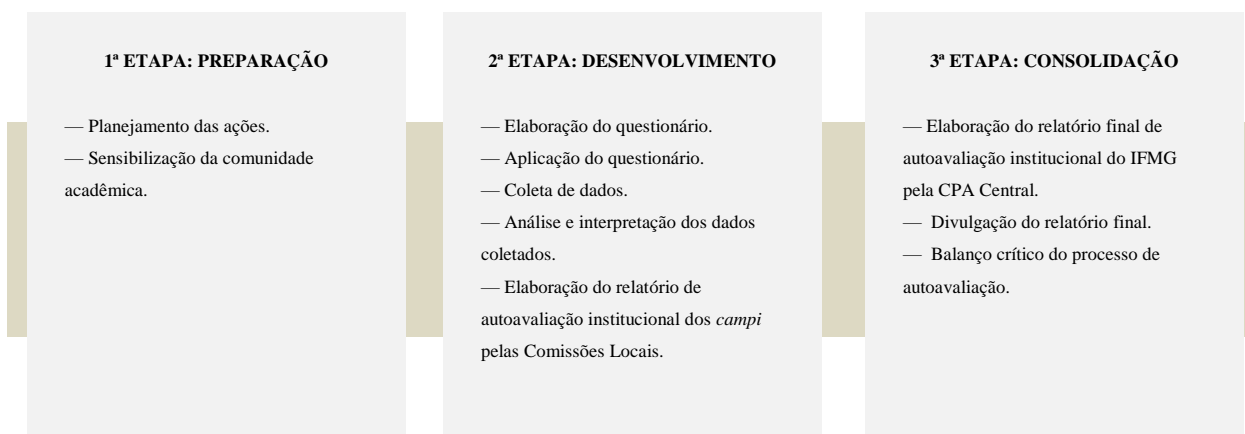 1ª ETAPA: PREPARAÇÃO
— Planejamento das ações.
— Sensibilização da comunidade
acadêmica.
2ª ETAPA: DESENVOLVIMENTO
— Elaboração do questionário.
— Aplicação do questionário.
— Coleta de dados.
— Análise e interpretação dos dados
coletados.
— Elaboração do relatório de
autoavaliação institucional dos campi
pelas Comissões Locais.
3ª ETAPA: CONSOLIDAÇÃO
— Elaboração do relatório final de
autoavaliação institucional do IFMG
pela CPA Central.
— Divulgação do relatório final.
— Balanço crítico do processo de
autoavaliação.